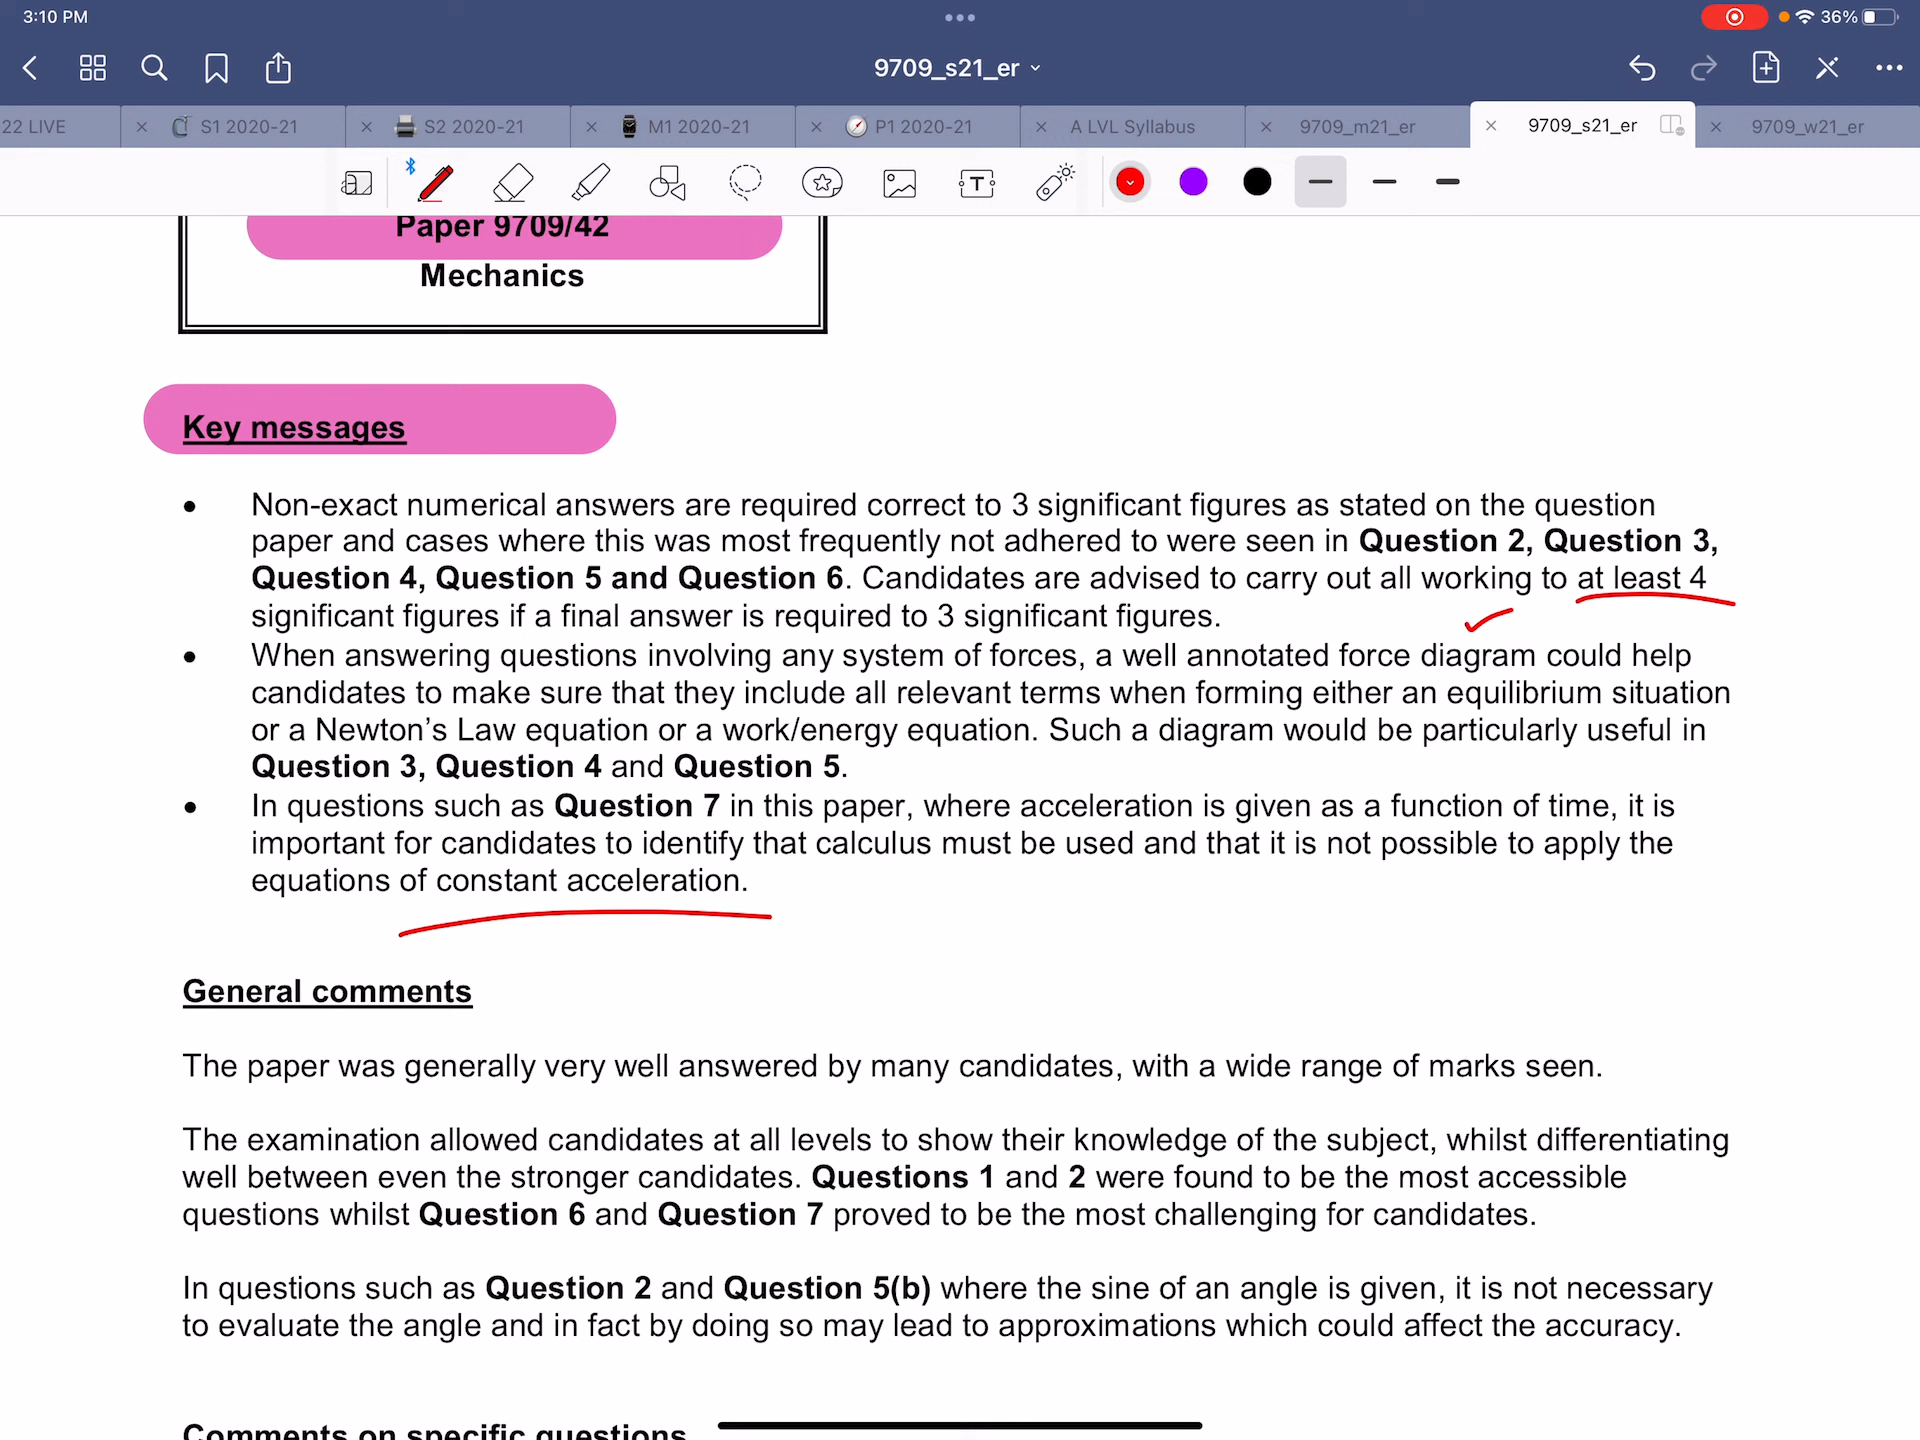 3:10 PM
36%
9709_s21_er
22 LIVE
S1 2020-21
S2 2020-21
M1 2020-21
P1 2020-21
A LVL Syllabus
9709_m21_er
9709_s21_er
9709_w21_er
Paper 9709/42
Mechanics
Key messages
• Non-exact numerical answers are required correct to 3 significant figures as stated on the question
paper and cases where this was most frequently not adhered to were seen in Question 2, Question 3,
Question 4, Question 5 and Question 6. Candidates are advised to carry out all working to at least 4
significant figures if a final answer is required to 3 significant figures.
• When answering questions involving any system of forces, a well annotated force diagram could help
candidates to make sure that they include all relevant terms when forming either an equilibrium situation
or a Newton’s Law equation or a work/energy equation. Such a diagram would be particularly useful in
Question 3, Question 4 and Question 5.
• In questions such as Question 7 in this paper, where acceleration is given as a function of time, it is
important for candidates to identify that calculus must be used and that it is not possible to apply the
equations of constant acceleration.
General comments
The paper was generally very well answered by many candidates, with a wide range of marks seen.
The examination allowed candidates at all levels to show their knowledge of the subject, whilst differentiating
well between even the stronger candidates. Questions 1 and 2 were found to be the most accessible
questions whilst Question 6 and Question 7 proved to be the most challenging for candidates.
In questions such as Question 2 and Question 5(b) where the sine of an angle is given, it is not necessary
to evaluate the angle and in fact by doing so may lead to approximations which could affect the accuracy.
Comments on specific questions